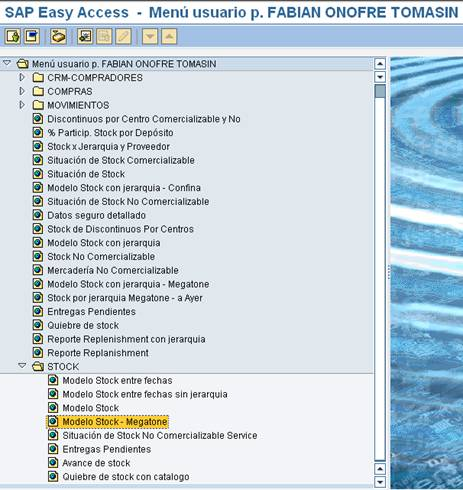 SAP Easy Access - Menú usuario p. FABIAN ONOFRE TOMASIN
Menú usuario p. FABIAN ONOFRE TOMASIN
CRM-COMPRADORES
COMPRAS
MOVIMIENTOS
Discontinuos por Centro Comercializable y No
% Particip. Stock por Depósito
Stock x Jerarquia y Proveedor
Situación de Stock Comercializable
Situación de Stock
Modelo Stock con jerarquia - Confina
Situación de Stock No Comercializable
Datos seguro detallado
Stock de Discontinuos Por Centros
Modelo Stock con jerarquia
Stock No Comercializable
Mercadería No Comercializable
Modelo Stock con jerarquia - Megatone
Stock por jerarquia Megatone - a Ayer
Entregas Pendientes
Quiebre de stock
Reporte Replenishment con jerarquia
Reporte Replanishment
STOCK
Modelo Stock entre fechas
Modelo Stock entre fechas sin jerarquia
Modelo Stock
Modelo Stock - Megatone
Situación de Stock No Comercializable Service
Entregas Pendientes
Avance de stock
Quiebre de stock con catalogo